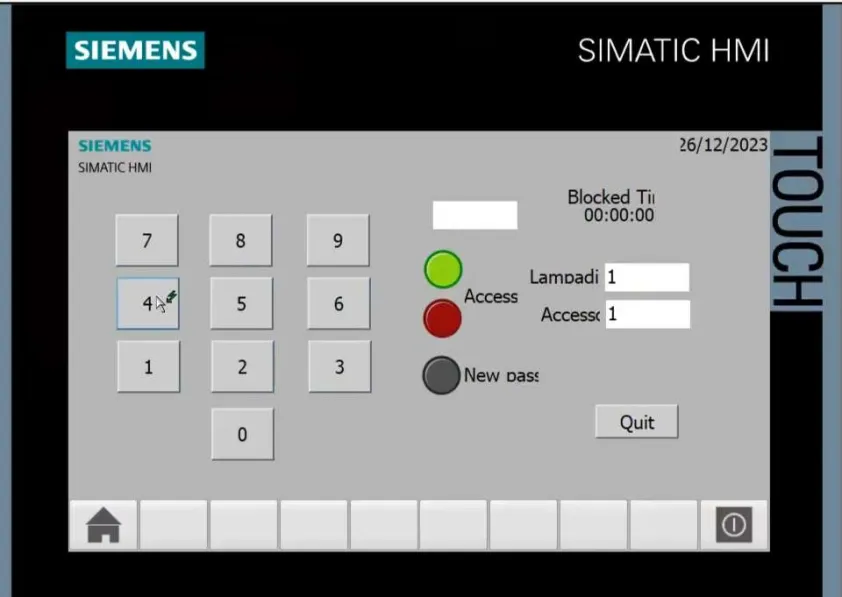 SIEMENS
SIMATIC HMI
TOUCH
SIEMENS
SIMATIC HMI
26/12/2023
Blocked Ti
00:00:00
7 8 9
4 5 6
1 2 3
0
Access
Lampadi 1
Accesso 1
New pass
Quit